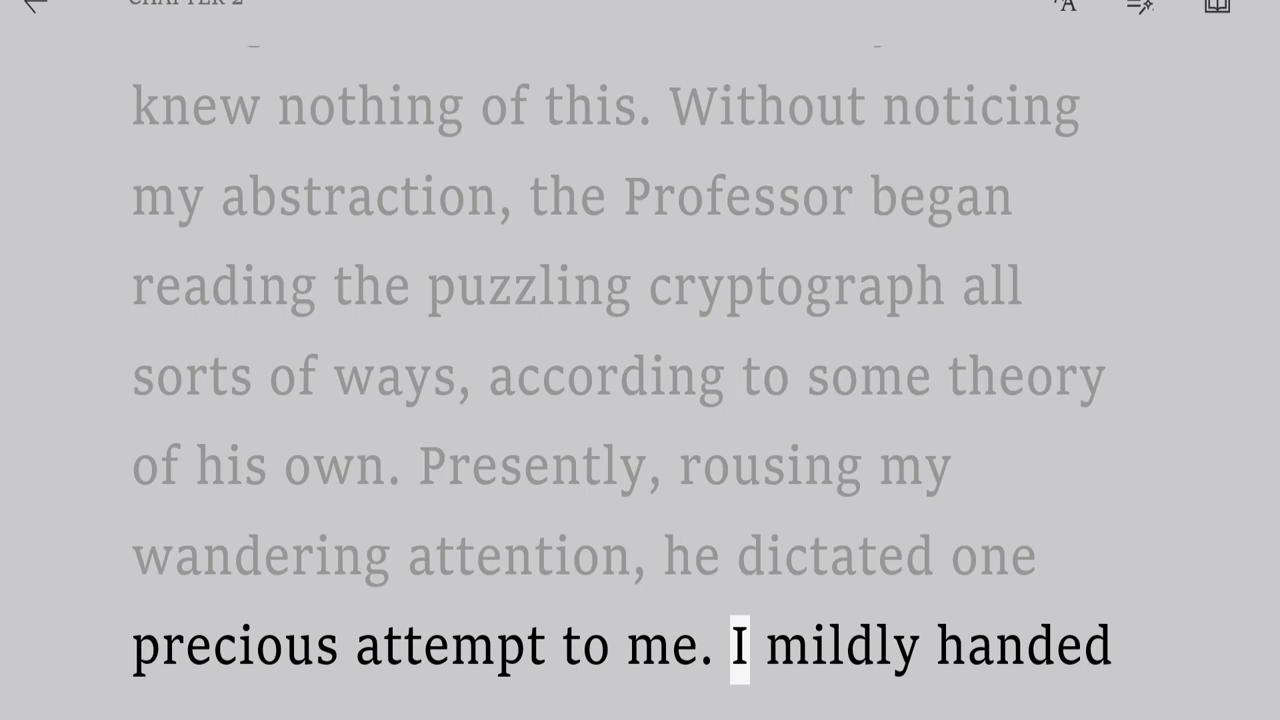 CHAPTER 2
knew nothing of this. Without noticing
my abstraction, the Professor began
reading the puzzling cryptograph all
sorts of ways, according to some theory
of his own. Presently, rousing my
wandering attention, he dictated one
precious attempt to me. I mildly handed